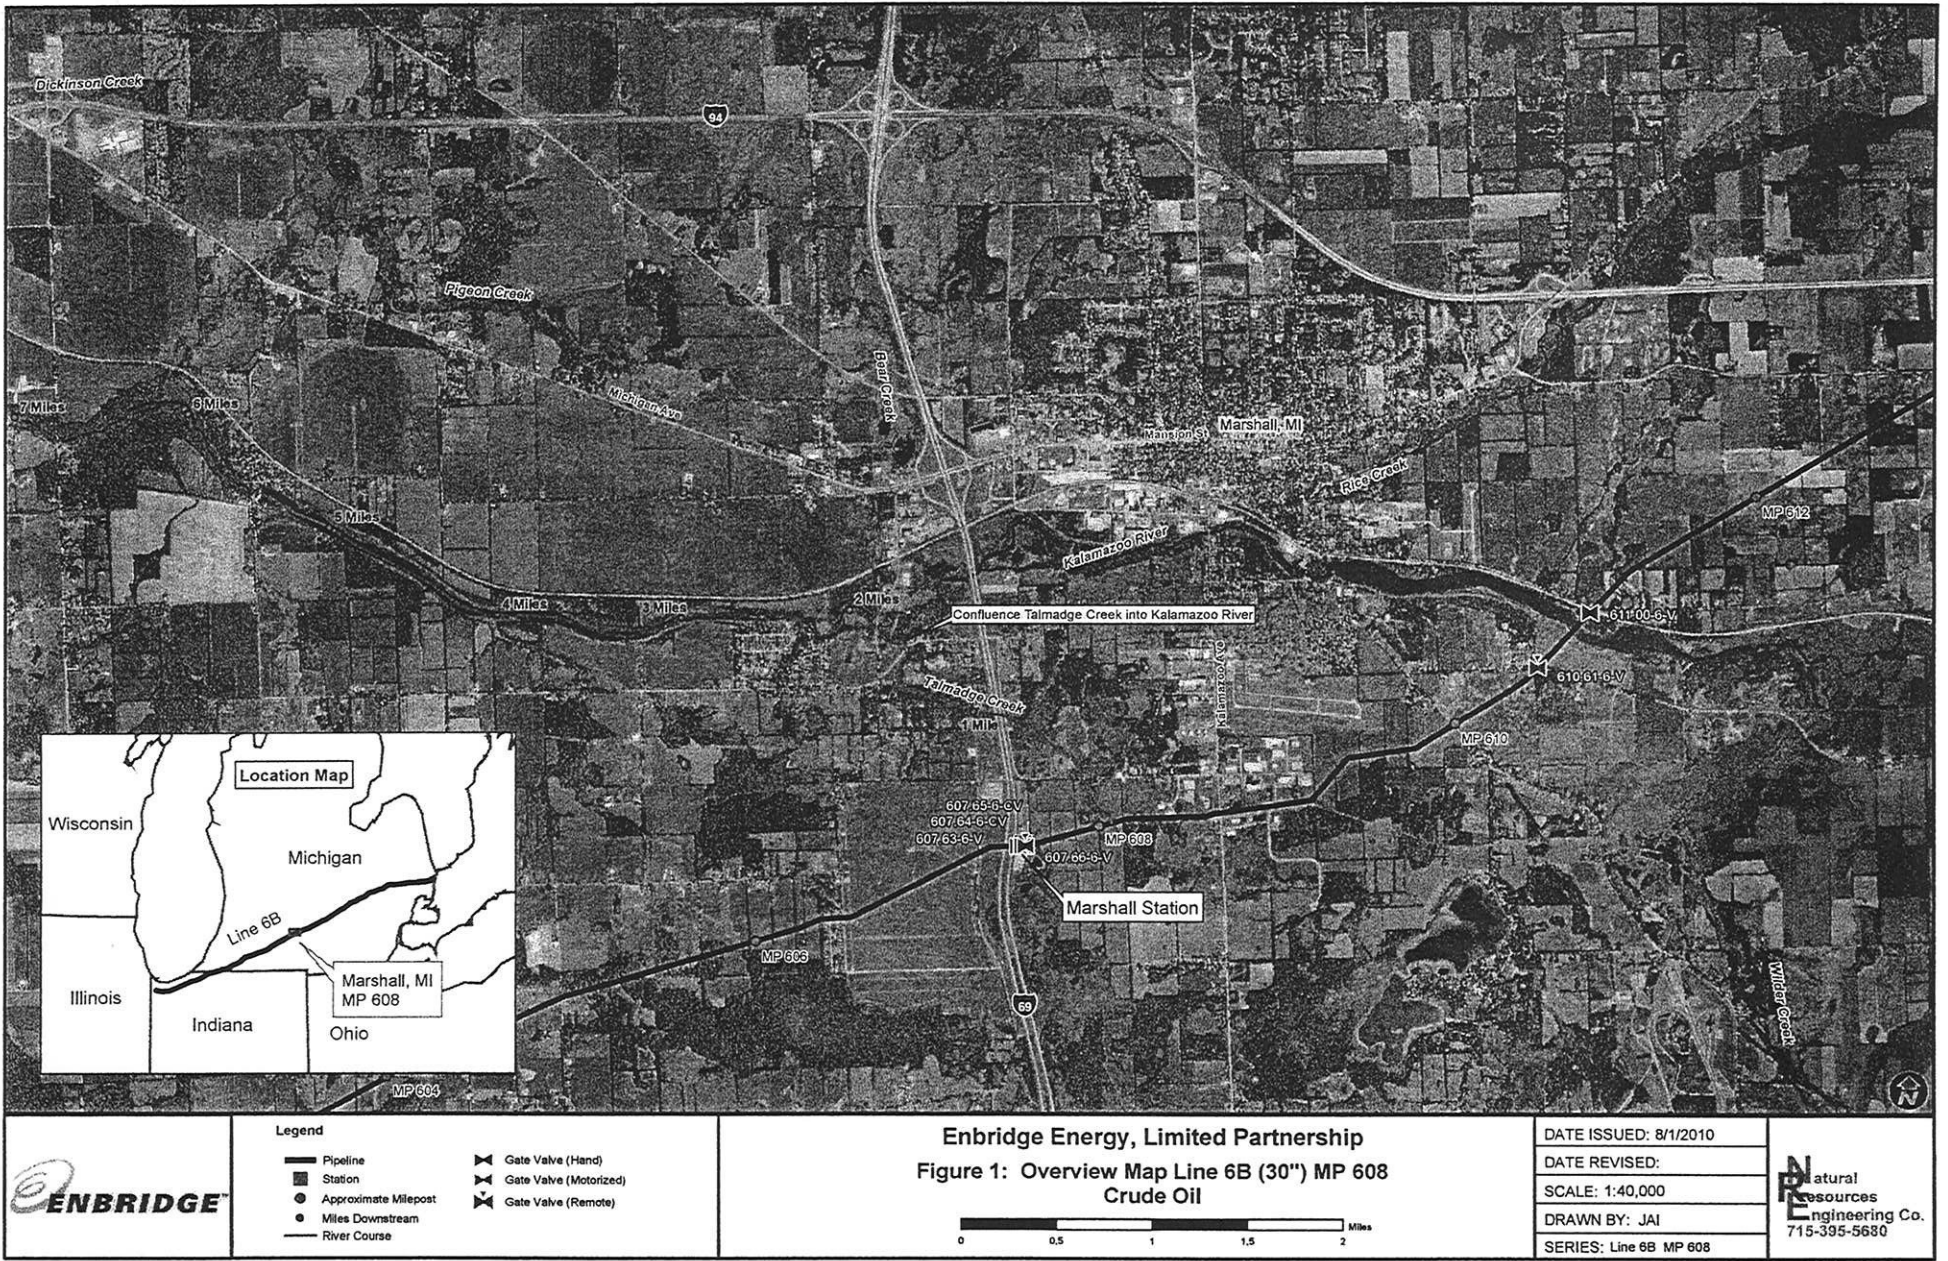 Dickinson Creek
94
Pigeon Creek
Bear Creek
7 Miles
6 Miles
Michigan Ave
Mansion St
Marshall, MI
Rice Creek
5 Miles
MP 612
Kalamazoo River
4 Miles
3 Miles
2 Miles
Confluence Talmadge Creek into Kalamazoo River
611.00-6-V
Kalamazoo Ave
610.61-6-V
Talmadge Creek
1 Mile
MP 610
607.65-6-CV
607.64-6-CV
607.63-6-V
MP 608
607.66-6-V
Marshall Station
MP 606
69
Wilder Creek
MP 604
N
Location Map
Wisconsin
Michigan
Line 6B
Marshall, MI
MP 608
Illinois
Indiana
Ohio
ENBRIDGE™
Legend
Pipeline
Station
Approximate Milepost
Miles Downstream
River Course
Gate Valve (Hand)
Gate Valve (Motorized)
Gate Valve (Remote)
Enbridge Energy, Limited Partnership
Figure 1: Overview Map Line 6B (30") MP 608
Crude Oil
Miles
0 0.5 1 1.5 2
DATE ISSUED: 8/1/2010
DATE REVISED:
SCALE: 1:40,000
DRAWN BY: JAI
SERIES: Line 6B MP 608
Natural
Resources
Engineering Co.
715-395-5680